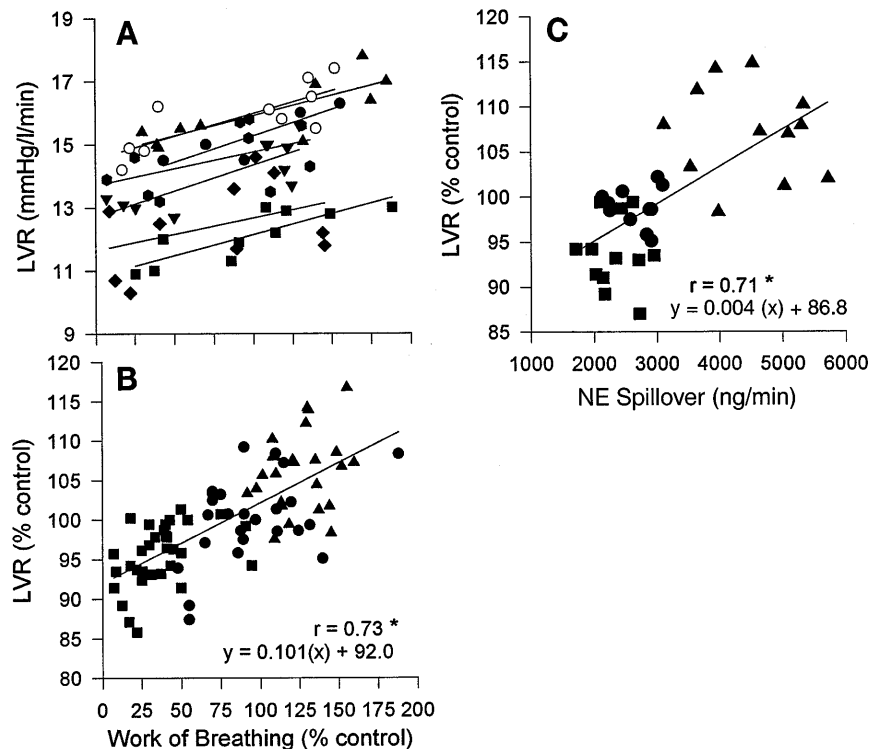 A
19
17
15
13
11
9
LVR (mmHg/l/min)
B
120
115
110
105
100
95
90
85
80
LVR (% control)
r = 0.73 *
y = 0.101(x) + 92.0
0 25 50 75 100 125 150 175 200
Work of Breathing (% control)
C
120
115
110
105
100
95
90
85
LVR (% control)
r = 0.71 *
y = 0.004 (x) + 86.8
1000 2000 3000 4000 5000 6000
NE Spillover (ng/min)